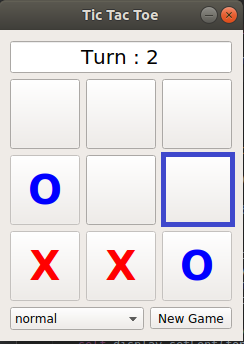 Tic Tac Toe
Turn : 2
O
X X O
normal New Game